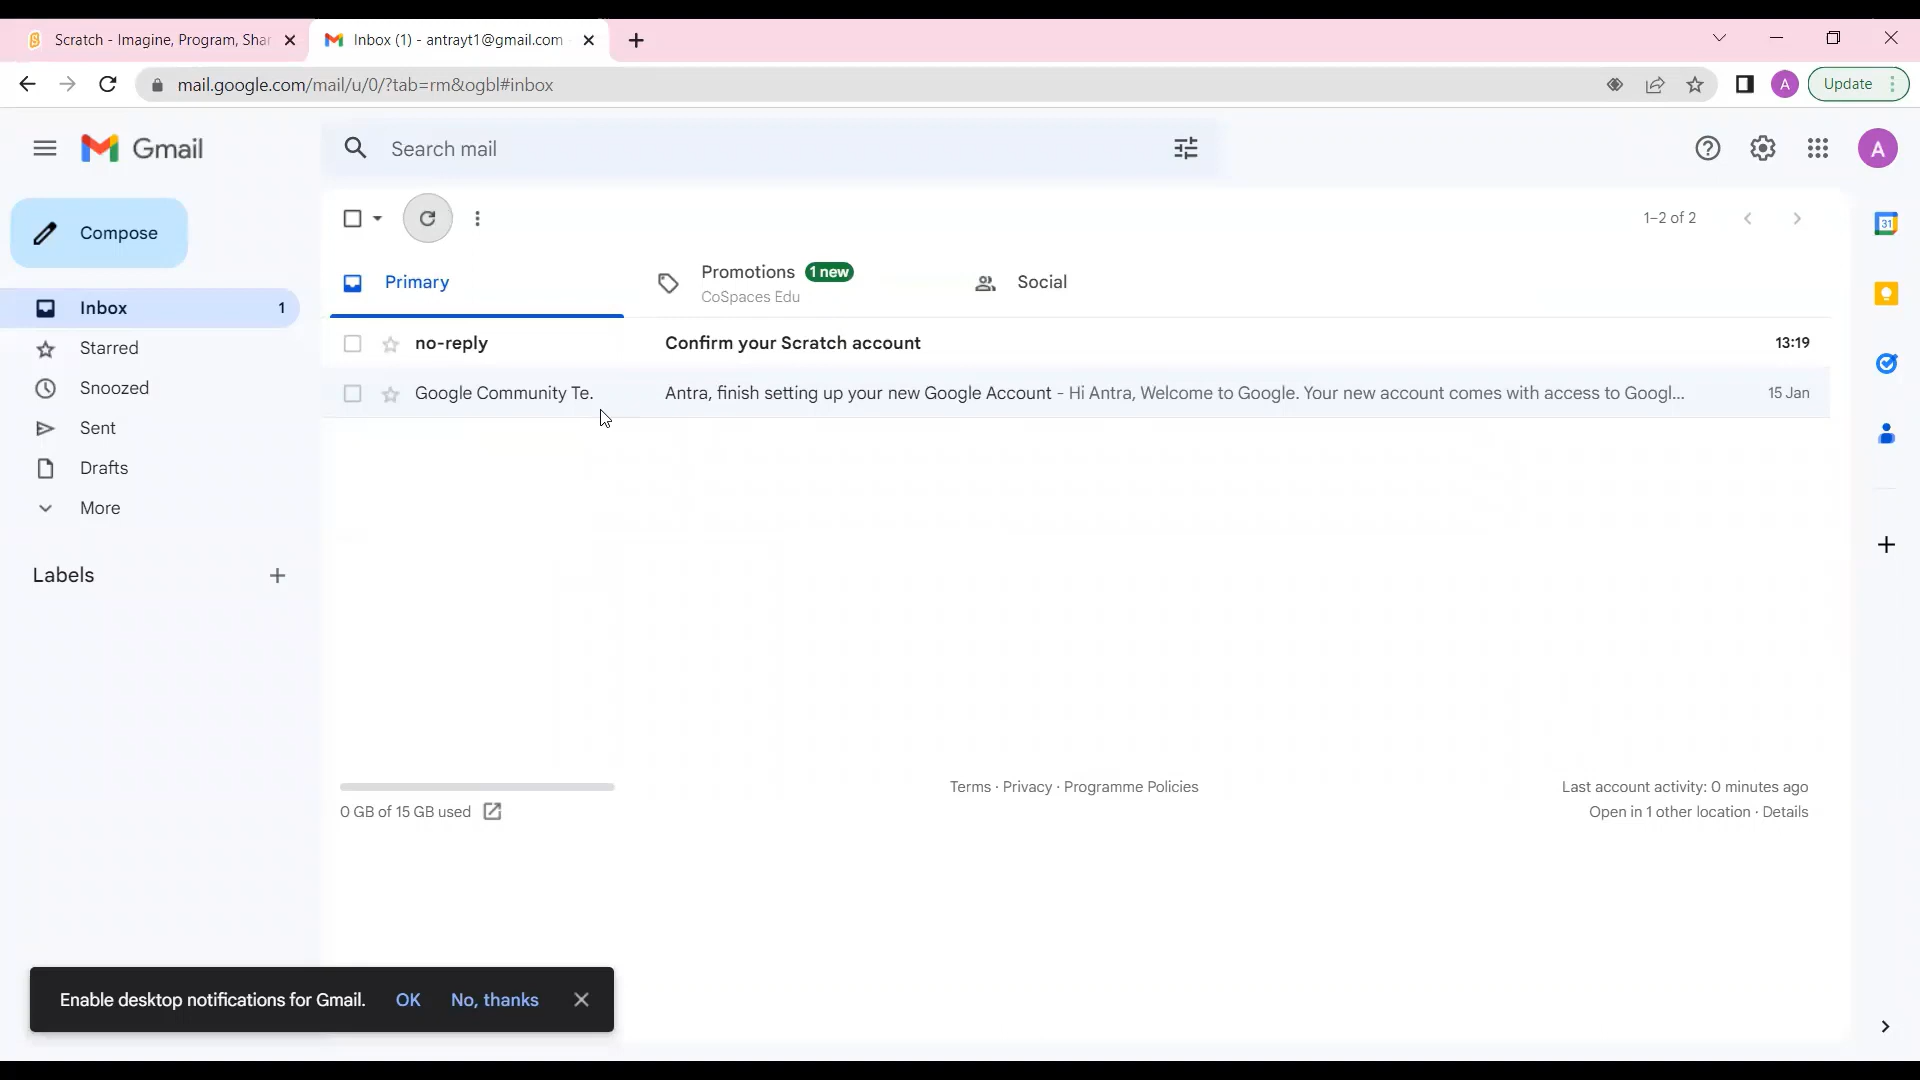 Scratch - Imagine, Program, Shar
Inbox (1) - antrayt1@gmail.com
mail.google.com/mail/u/0/?tab=rm&ogbl#inbox
A
Update
Gmail
Search mail
A
Compose
1–2 of 2
31
Primary
Promotions 1 new
CoSpaces Edu
Social
Inbox 1
Starred
Snoozed
Sent
Drafts
More
Labels
no-reply Confirm your Scratch account 13:19
Google Community Te. Antra, finish setting up your new Google Account - Hi Antra, Welcome to Google. Your new account comes with access to Googl... 15 Jan
0 GB of 15 GB used
Terms · Privacy · Programme Policies
Last account activity: 0 minutes ago
Open in 1 other location · Details
Enable desktop notifications for Gmail. OK No, thanks